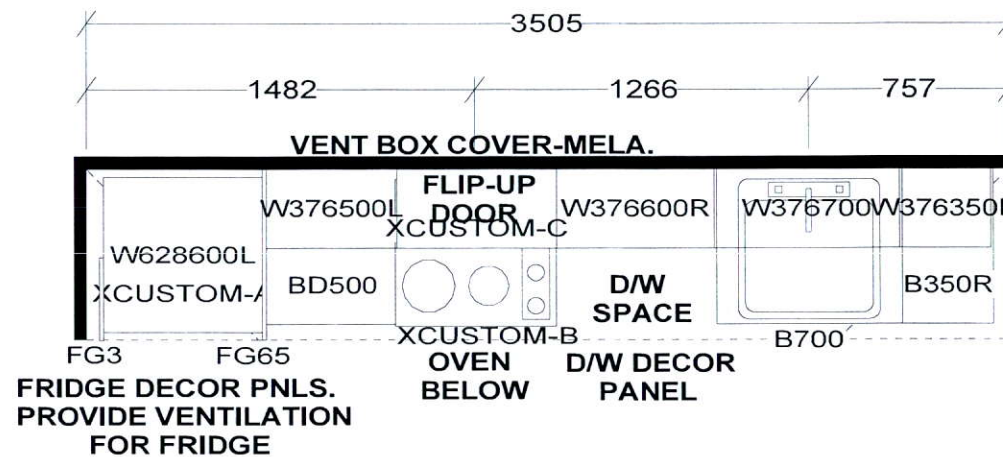 3505
1482
1266
757
VENT BOX COVER-MELA.
FLIP-UP
DOOR
W376500L
W376600R
W376700
XCUSTOM-C
W628600L
XCUSTOM-A
BD500
D/W
SPACE
B350R
XCUSTOM-B
B700
FG3
FG65
OVEN
BELOW
D/W DECOR
PANEL
FRIDGE DECOR PNLS.
PROVIDE VENTILATION
FOR FRIDGE